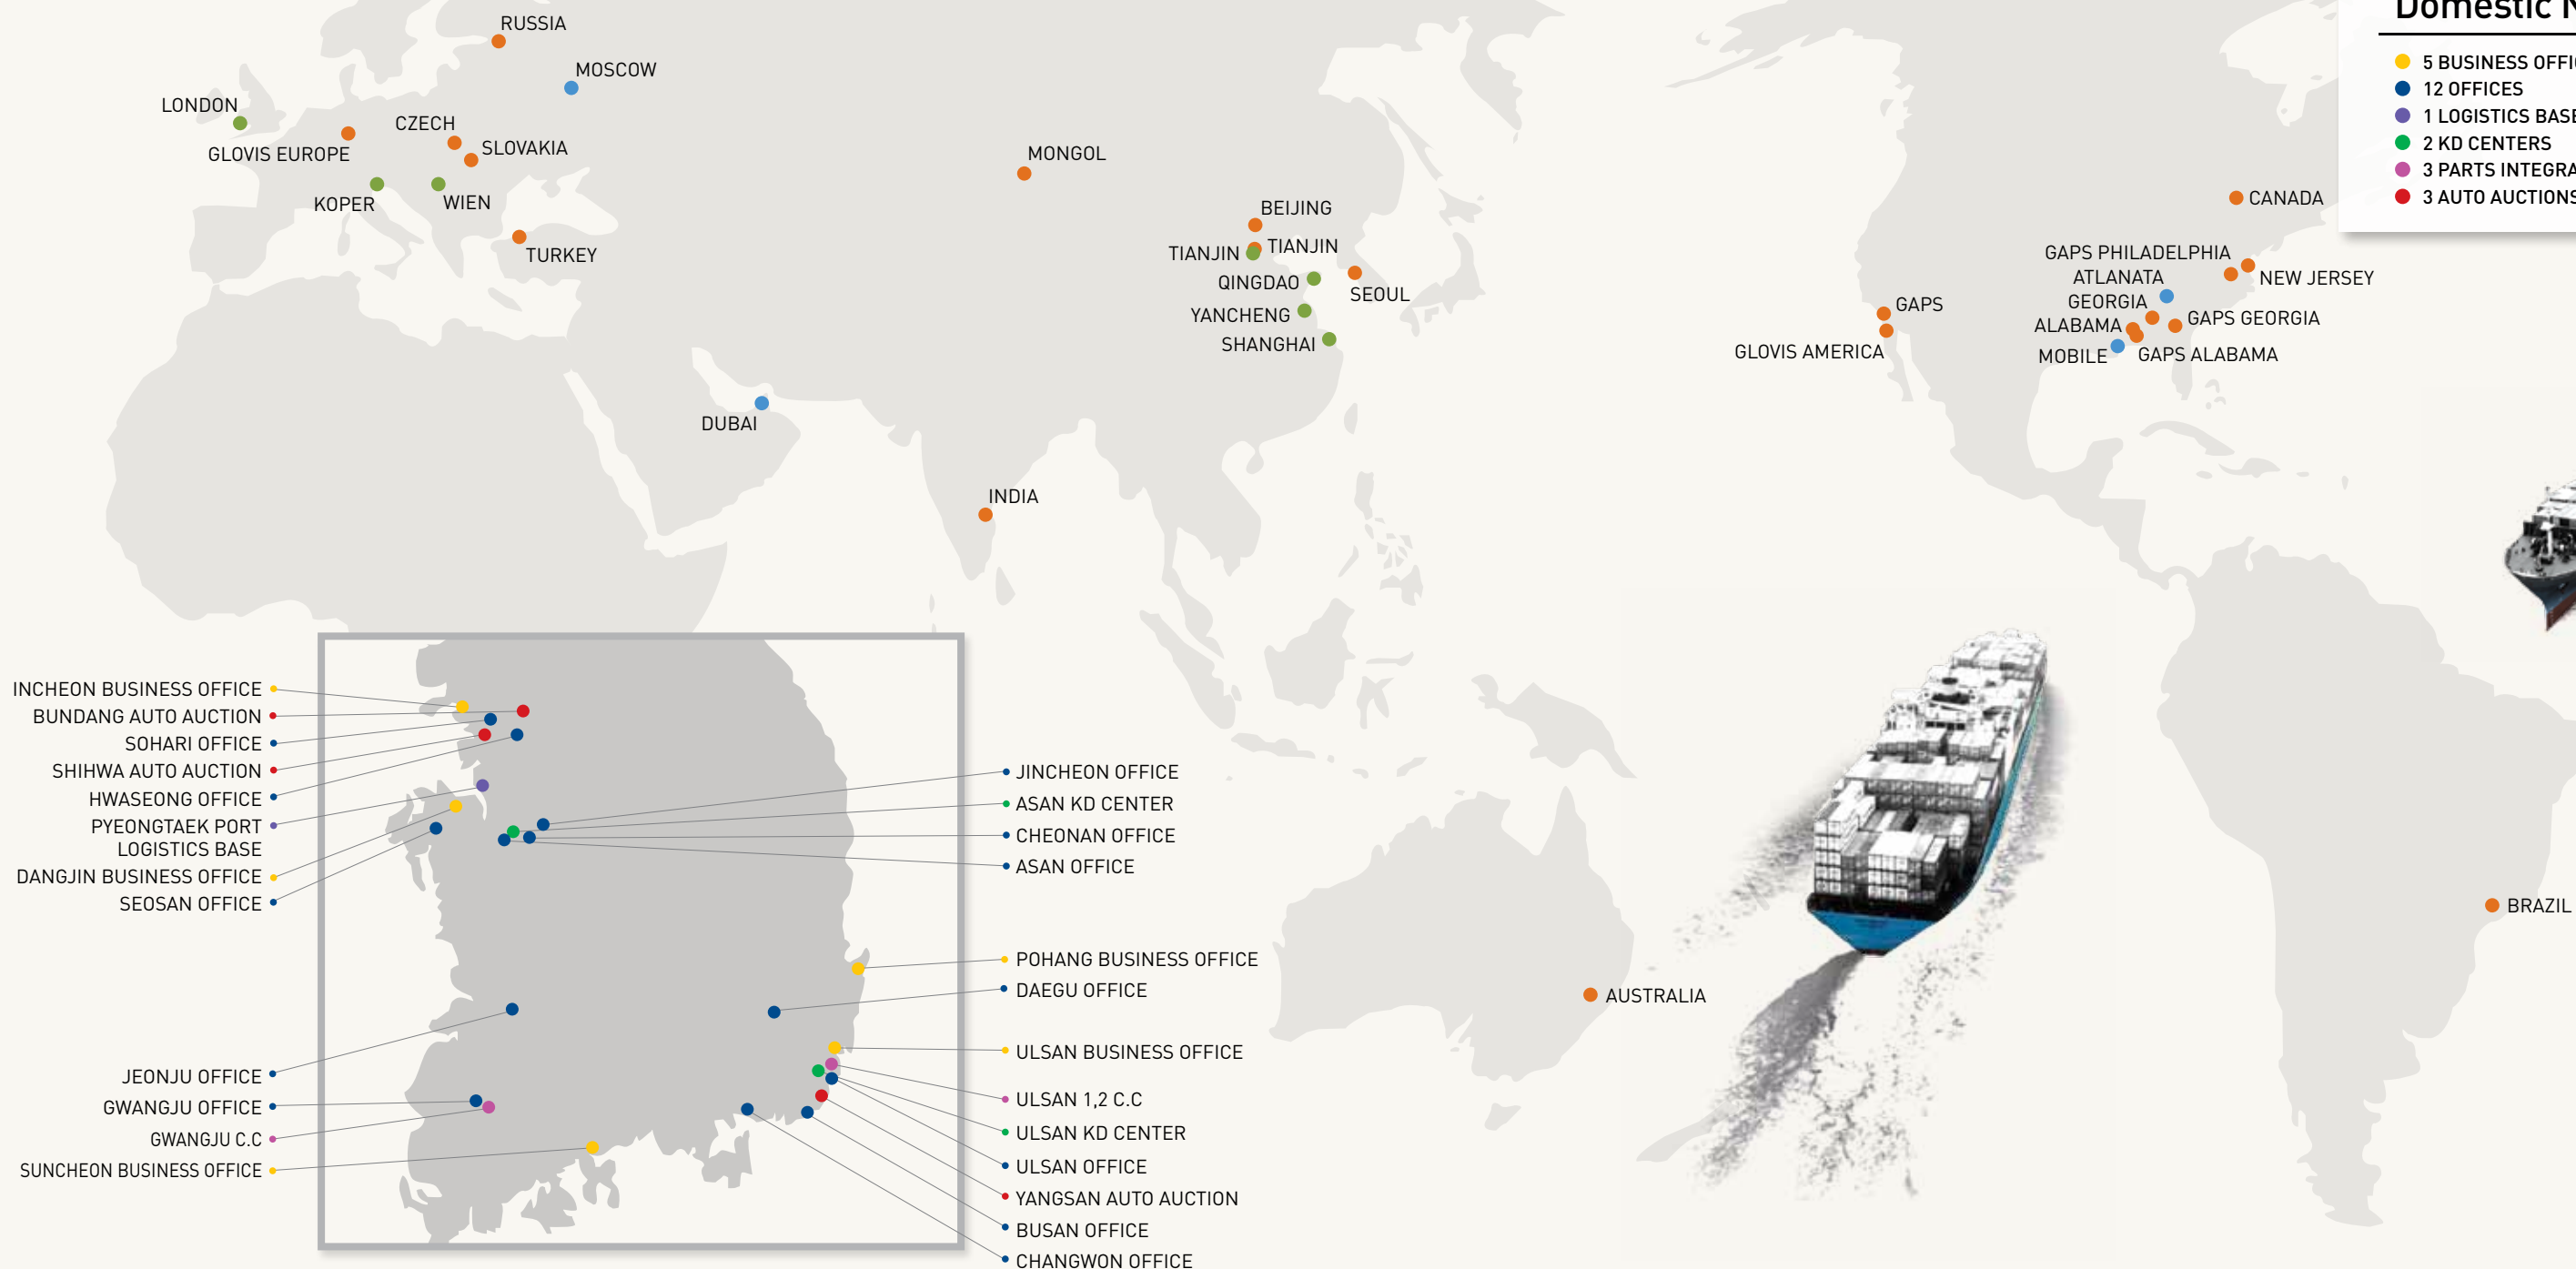 RUSSIA
MOSCOW
LONDON
CZECH
SLOVAKIA
GLOVIS EUROPE
KOPER
WIEN
TURKEY
MONGOL
BEIJING
TIANJIN
TIANJIN
QINGDAO
SEOUL
YANCHENG
SHANGHAI
DUBAI
INDIA
GAPS
GLOVIS AMERICA
CANADA
GAPS PHILADELPHIA
ATLANATA
NEW JERSEY
GEORGIA
GAPS GEORGIA
ALABAMA
MOBILE
GAPS ALABAMA
BRAZIL
AUSTRALIA
Domestic
5 BUSINESS
12 OFFICES
1 LOGISTICS BASE
2 KD CENTERS
3 PARTS
3 AUTO AUCTIONS
INCHEON BUSINESS OFFICE
BUNDANG AUTO AUCTION
SOHARI OFFICE
SHIHWA AUTO AUCTION
HWASEONG OFFICE
PYEONGTAEK PORT
LOGISTICS BASE
DANGJIN BUSINESS OFFICE
SEOSAN OFFICE
JEONJU OFFICE
GWANGJU OFFICE
GWANGJU C.C
SUNCHEON BUSINESS OFFICE
JINCHEON OFFICE
ASAN KD CENTER
CHEONAN OFFICE
ASAN OFFICE
POHANG BUSINESS OFFICE
DAEGU OFFICE
ULSAN BUSINESS OFFICE
ULSAN 1,2 C.C
ULSAN KD CENTER
ULSAN OFFICE
YANGSAN AUTO AUCTION
BUSAN OFFICE
CHANGWON OFFICE